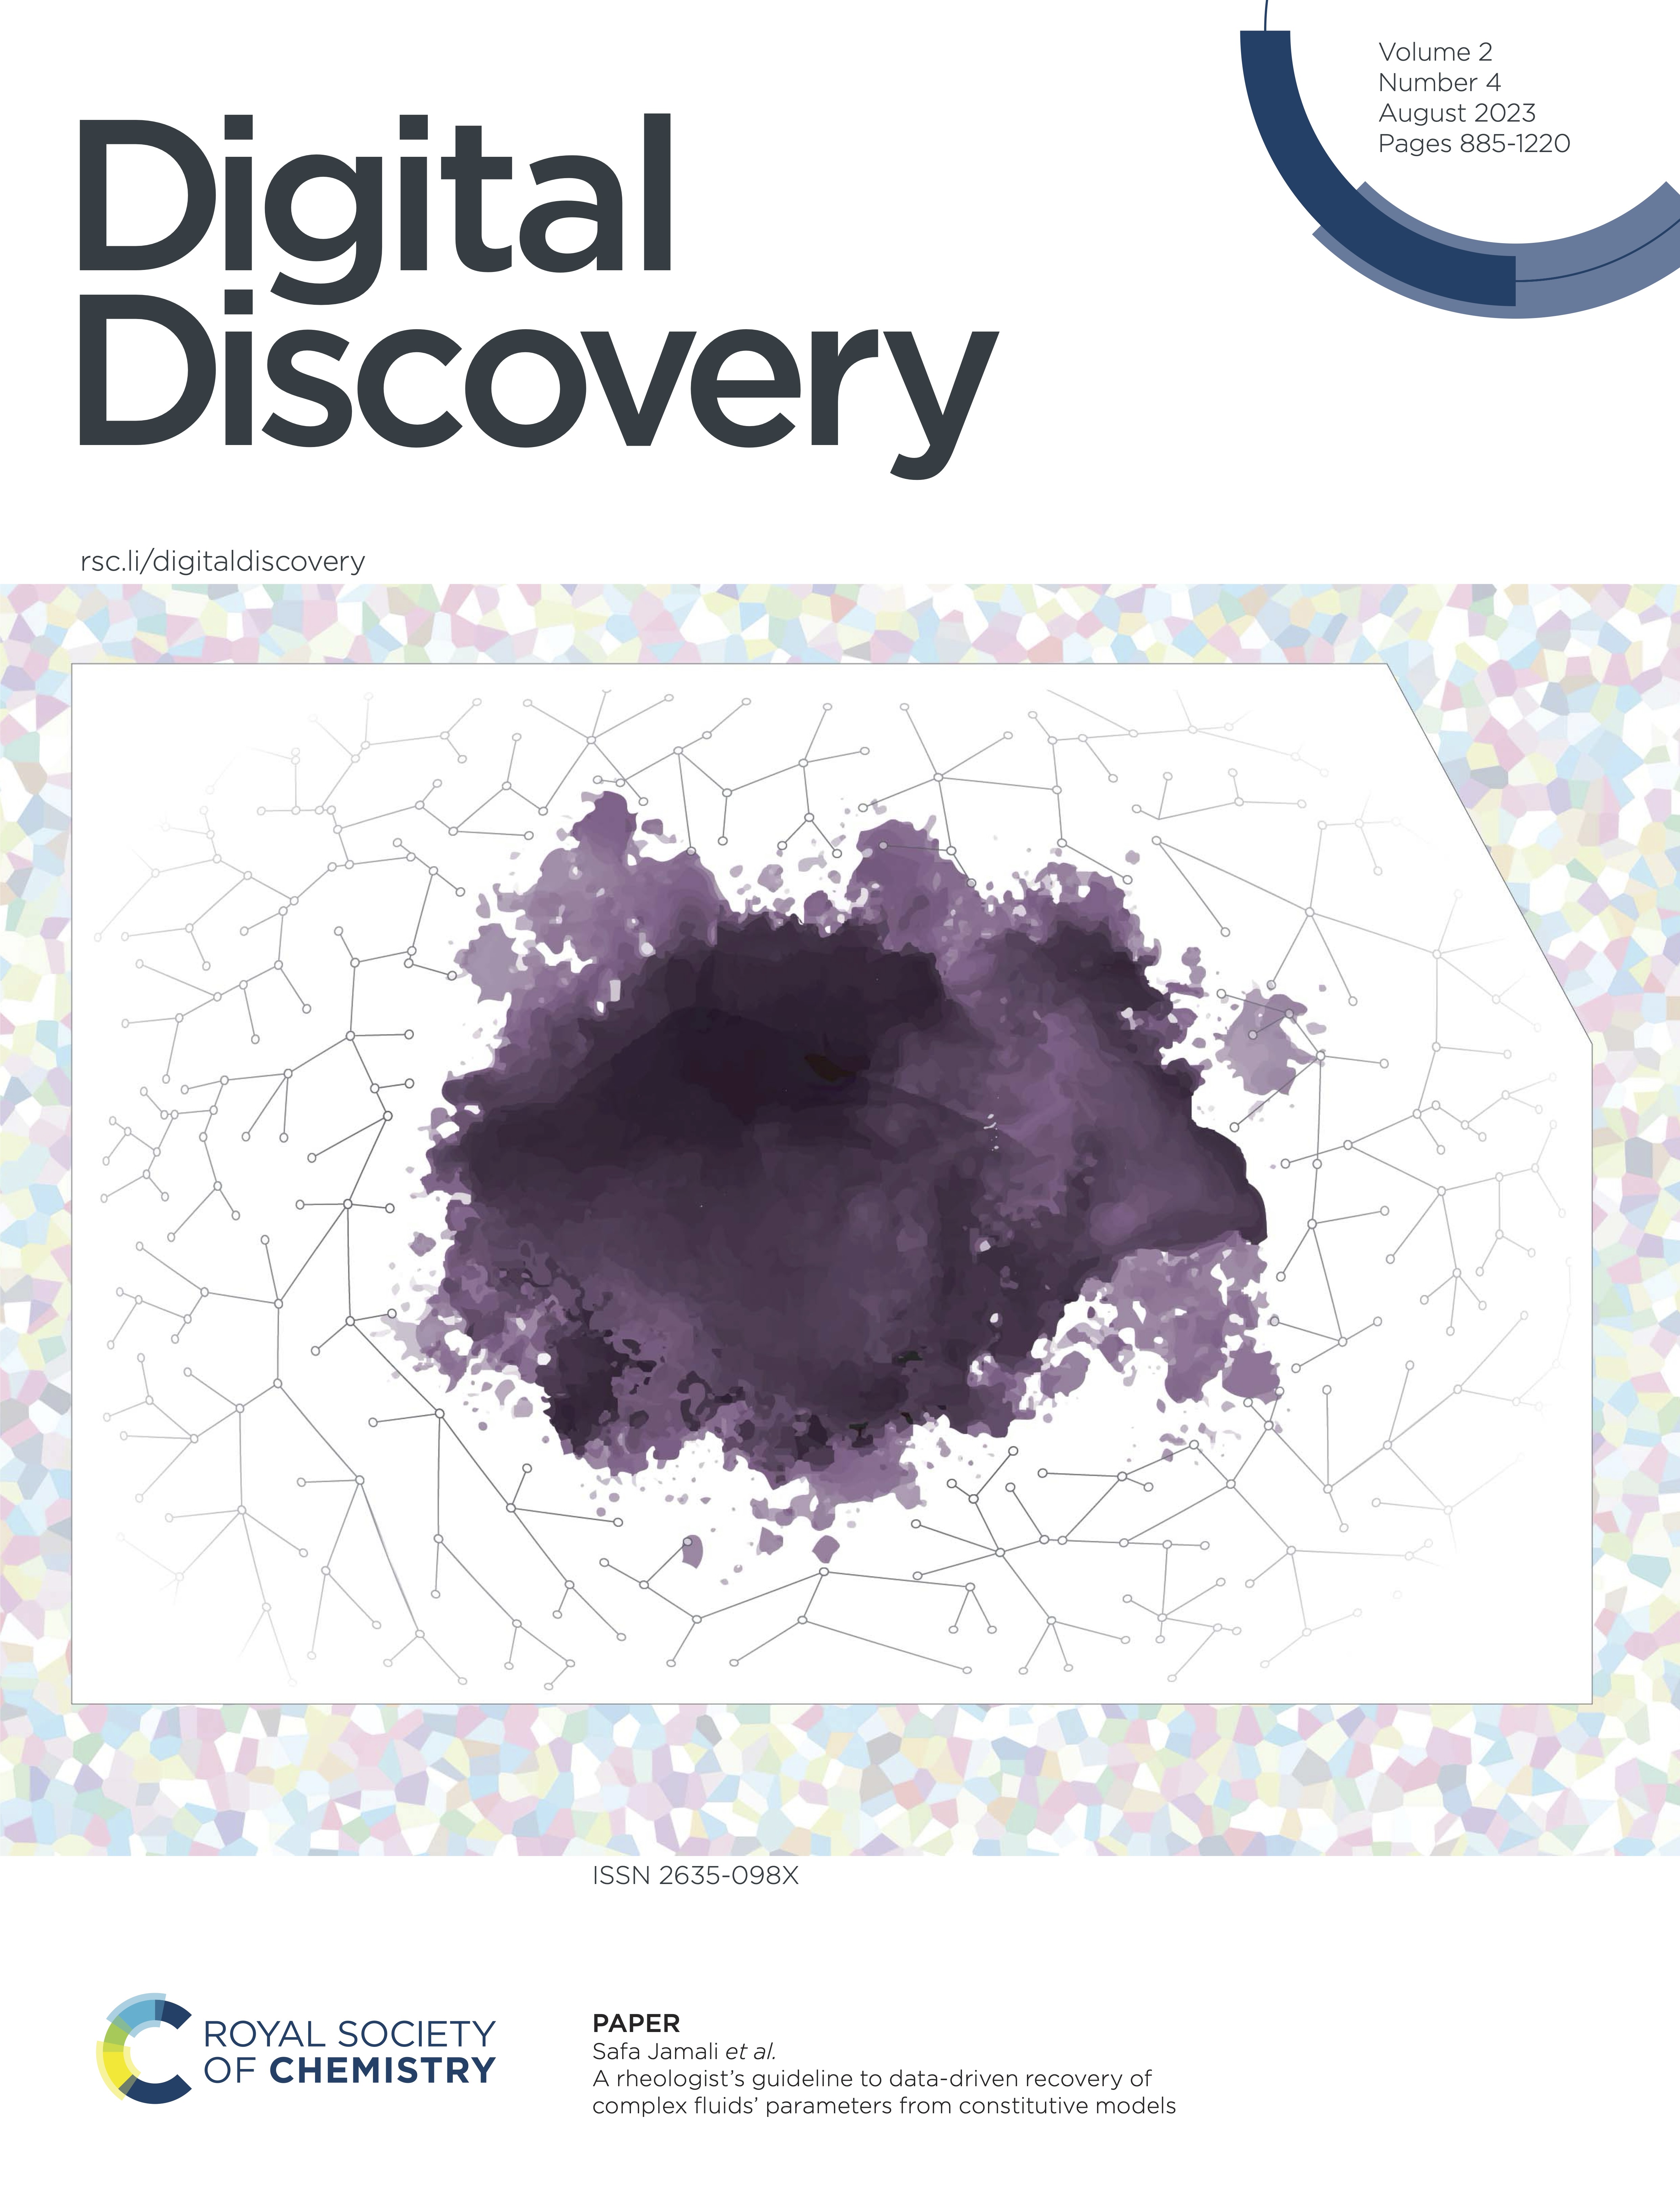 Volume 2
Number 4
August 2023
Pages 885-1220
Digital
Discovery
rsc.li/digitaldiscovery
ISSN 2635-098X
ROYAL SOCIETY
OF CHEMISTRY
PAPER
Safa Jamali et al.
A rheologist’s guideline to data-driven recovery of
complex fluids’ parameters from constitutive models